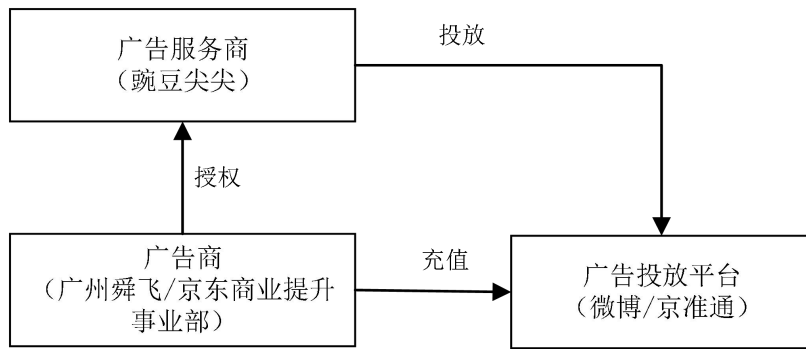 广告服务商
（豌豆尖尖）
投放
授权
广告商
（广州舜飞/京东商业提升
事业部）
充值
广告投放平台
（微博/京准通）